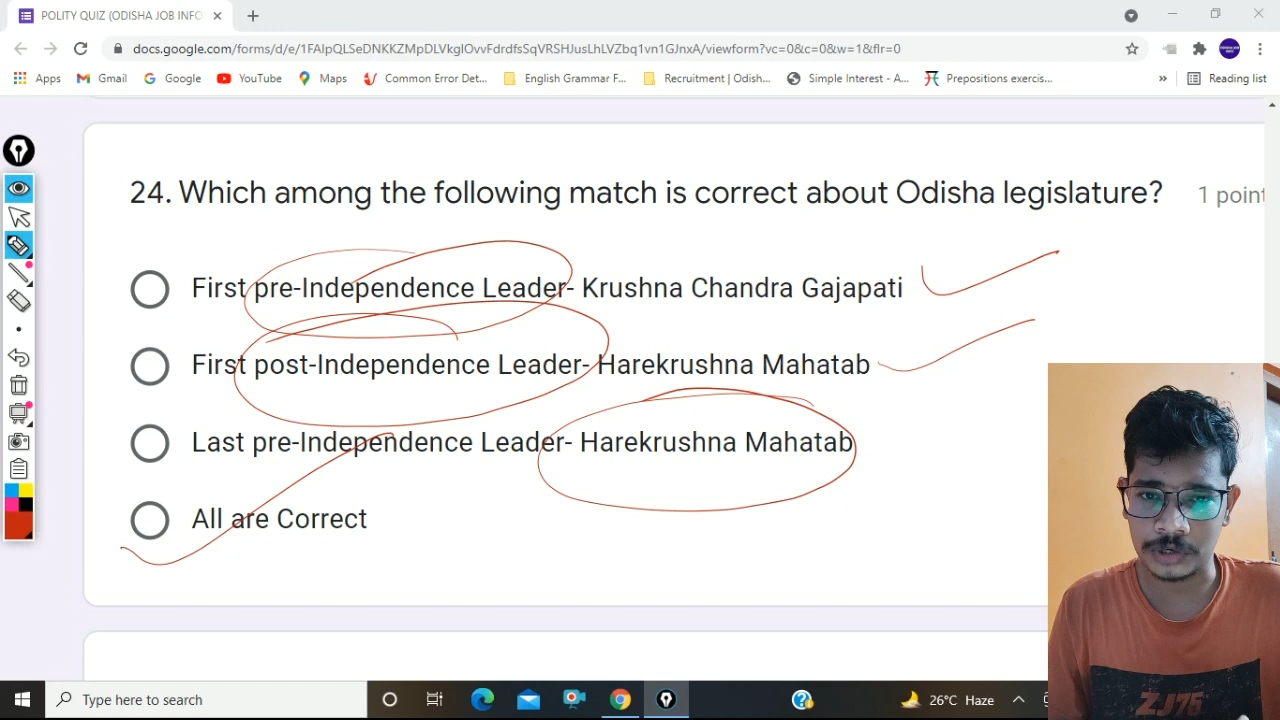 POLITY QUIZ (ODISHA JOB INFO
docs.google.com/forms/d/e/1FAIpQLSeDNKKZMpDLVkglOvrFdrdfsSqVRSHJusLhLVZbq1vn1GJnxA/viewform?vc=0&c=0&w=1&flr=0
Apps Gmail Google YouTube Maps Common Error Det... English Grammar F... Recruitment | Odish... Simple Interest - A... Prepositions exercis... » Reading list
24. Which among the following match is correct about Odisha legislature? 1 point
First pre-Independence Leader- Krushna Chandra Gajapati
First post-Independence Leader- Harekrushna Mahatab
Last pre-Independence Leader- Harekrushna Mahatab
All are Correct
ZJ75
Type here to search
26°C Haze